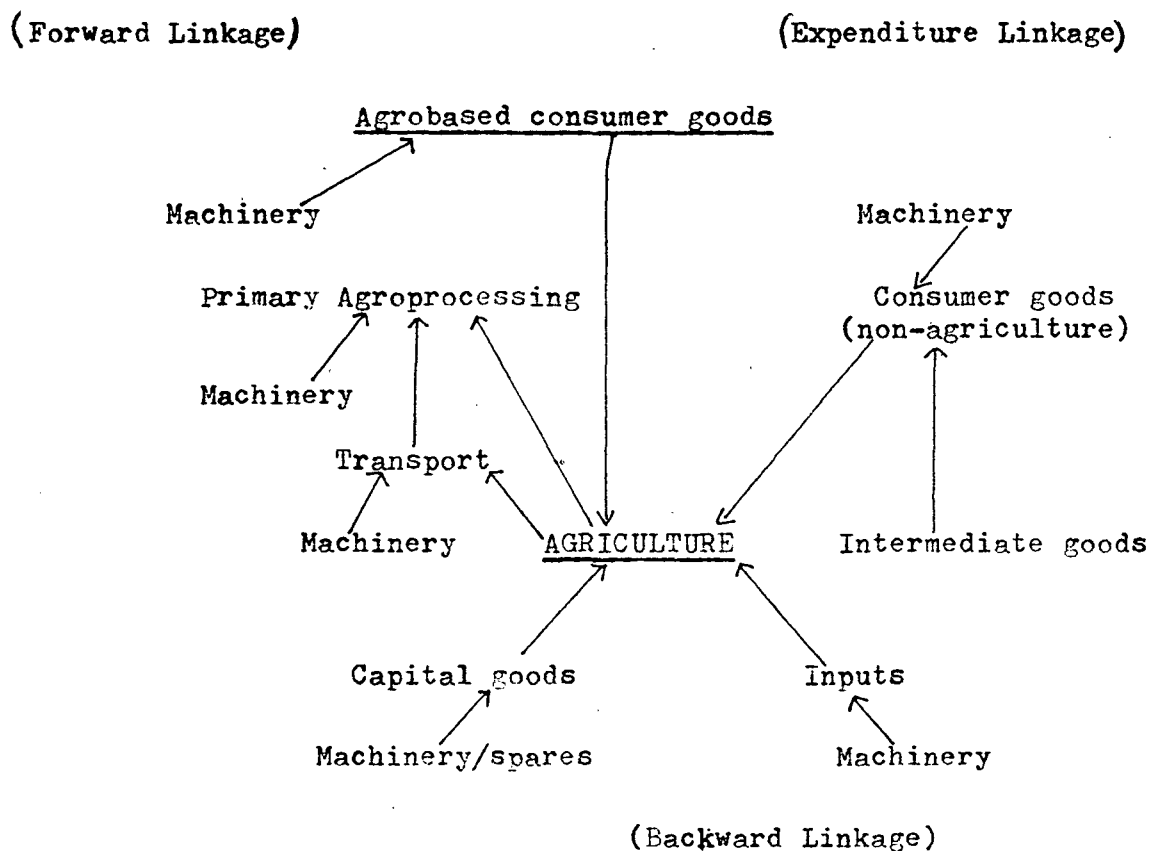 (Forward Linkage)
(Expenditure Linkage)
Agrobased consumer goods
Machinery
Machinery
Primary Agroprocessing
Consumer goods
(non-agriculture)
Machinery
Transport
Machinery
AGRICULTURE
Intermediate goods
Capital goods
Inputs
Machinery/spares
Machinery
(Backward Linkage)